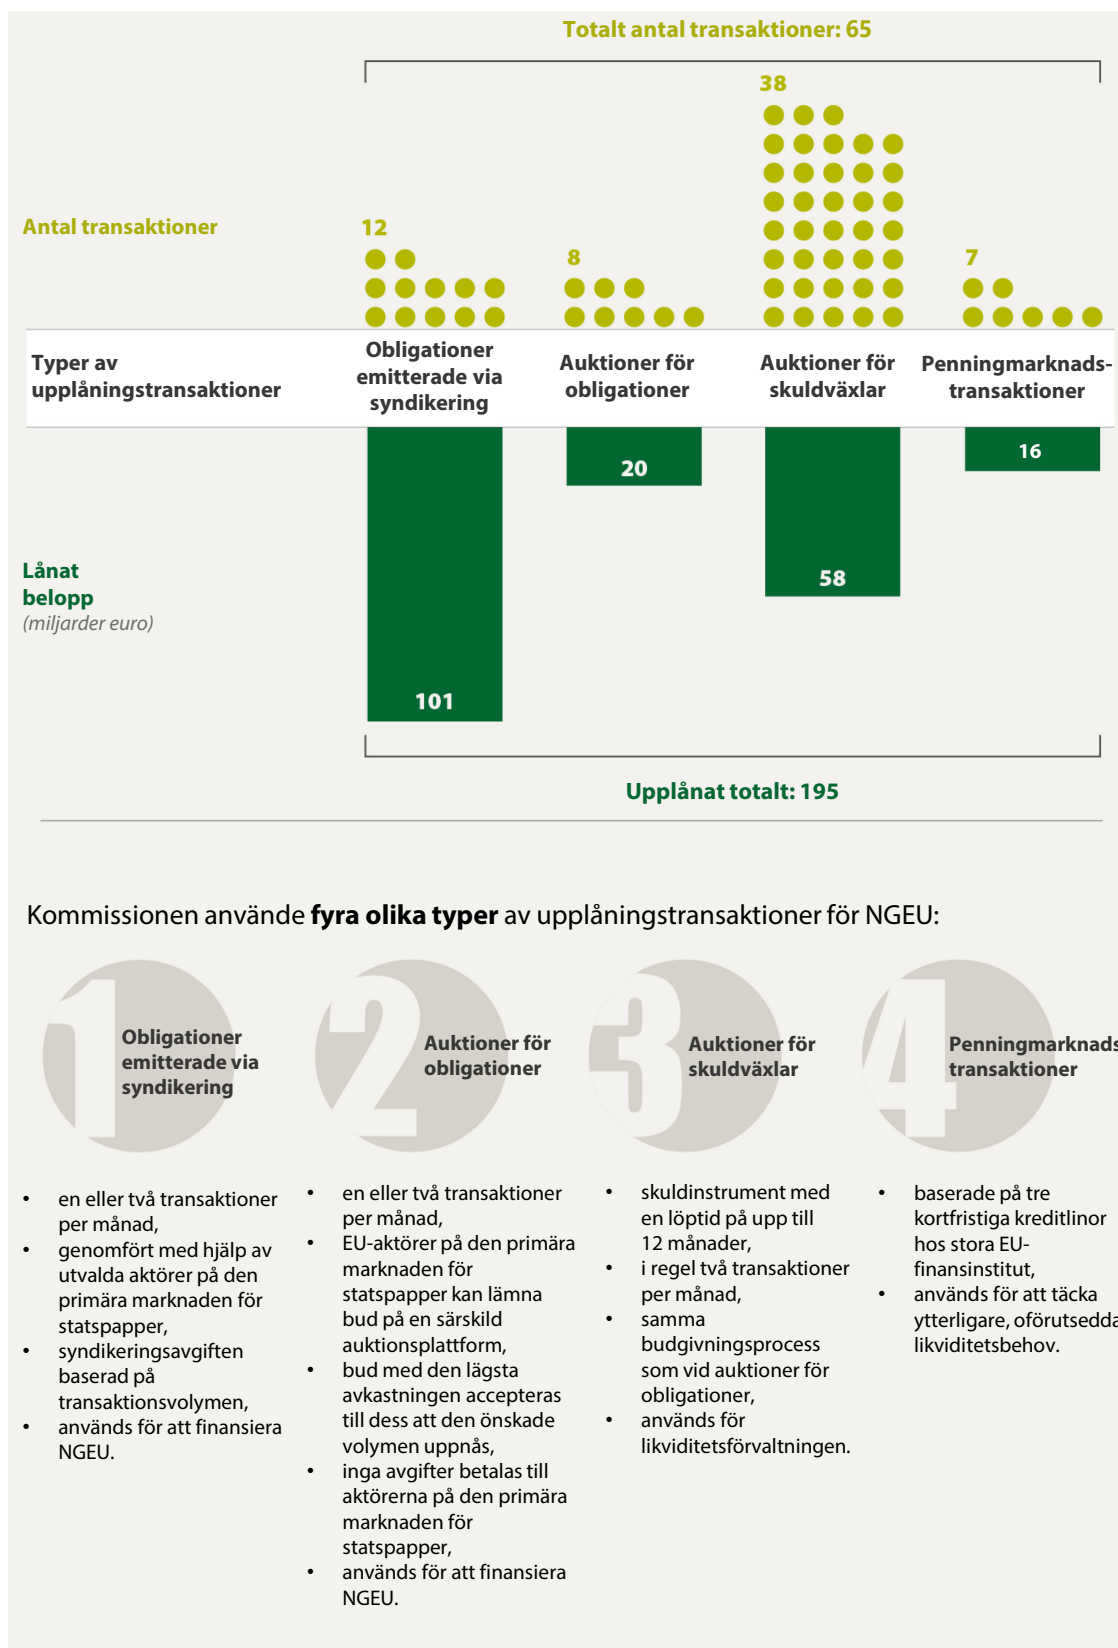 Totalt antal transaktioner: 65
38
Antal transaktioner
12
8
7
Typer av
upplåningstransaktioner
Obligationer
emitterade via
syndikering
Auktioner för
obligationer
Auktioner för
skuldväxlar
Penningmarknads-
transaktioner
101
20
58
16
Lånat
belopp
(miljarder euro)
Upplånat totalt: 195
Kommissionen använde fyra olika typer av upplåningstransaktioner för NGEU:
1
Obligationer
emitterade via
syndikering
• en eller två transaktioner
per månad,
• genomfört med hjälp av
utvalda aktörer på den
primära marknaden för
statspapper,
• syndikeringsavgiften
baserad på
transaktionsvolymen,
• används för att finansiera
NGEU.
2
Auktioner för
obligationer
• en eller två transaktioner
per månad,
• EU-aktörer på den primära
marknaden för
statspapper kan lämna
bud på en särskild
auktionsplattform,
• bud med den lägsta
avkastningen accepteras
till dess att den önskade
volymen uppnås,
• inga avgifter betalas till
aktörerna på den primära
marknaden för
statspapper,
• används för att finansiera
NGEU.
3
Auktioner för
skuldväxlar
• skuldinstrument med
en löptid på upp till
12 månader,
• i regel två transaktioner
per månad,
• samma
budgivningsprocess
som vid auktioner för
obligationer,
• används för
likviditetsförvaltningen.
4
Penningmarknads
transaktioner
• baserade på tre
kortfristiga kreditlinor
hos stora EU-
finansinstitut,
• används för att täcka
ytterligare, oförutsedda
likviditetsbehov.